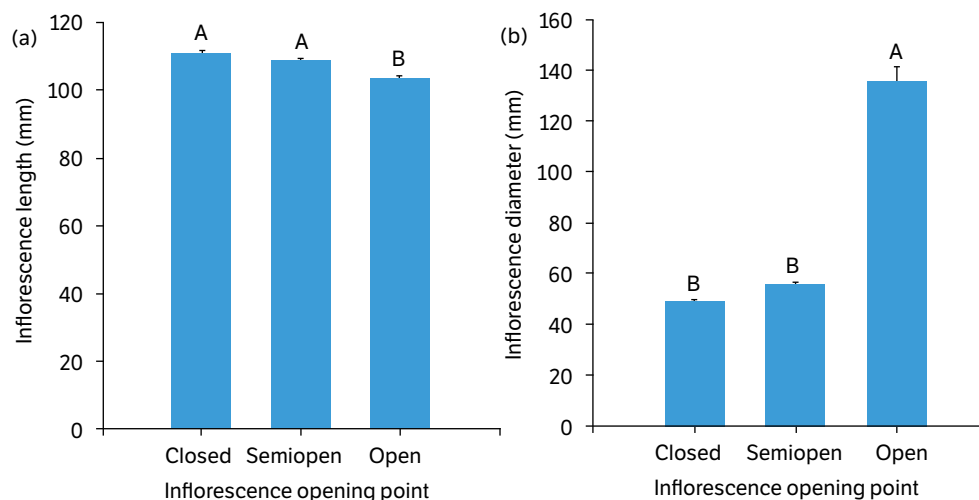 (a)
Inflorescence length (mm)
120
100
80
60
40
20
0
A
A
B
Closed
Semiopen
Open
Inflorescence opening point
(b)
Inflorescence diameter (mm)
160
140
120
100
80
60
40
20
0
B
B
A
Closed
Semiopen
Open
Inflorescence opening point